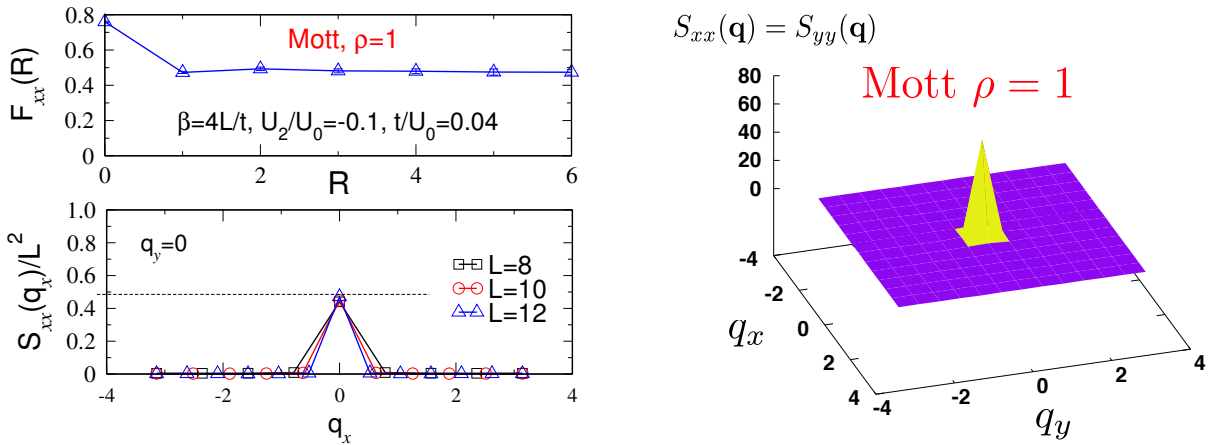 0.8
0.6
0.4
0.2
0
F_xx(R)
Mott, ρ=1
β=4L/t, U_2/U_0=-0.1, t/U_0=0.04
0 2 4 6
R
1.0
0.8
0.6
0.4
0.2
0
S_xx(q_x)/L^2
q_y=0
L=8
L=10
L=12
-4 -2 0 2 4
q_x
S_xx(q) = S_yy(q)
Mott ρ = 1
80
60
40
20
0
-4
-2
0
2
4
q_x
-4
-2
0
2
4
q_y